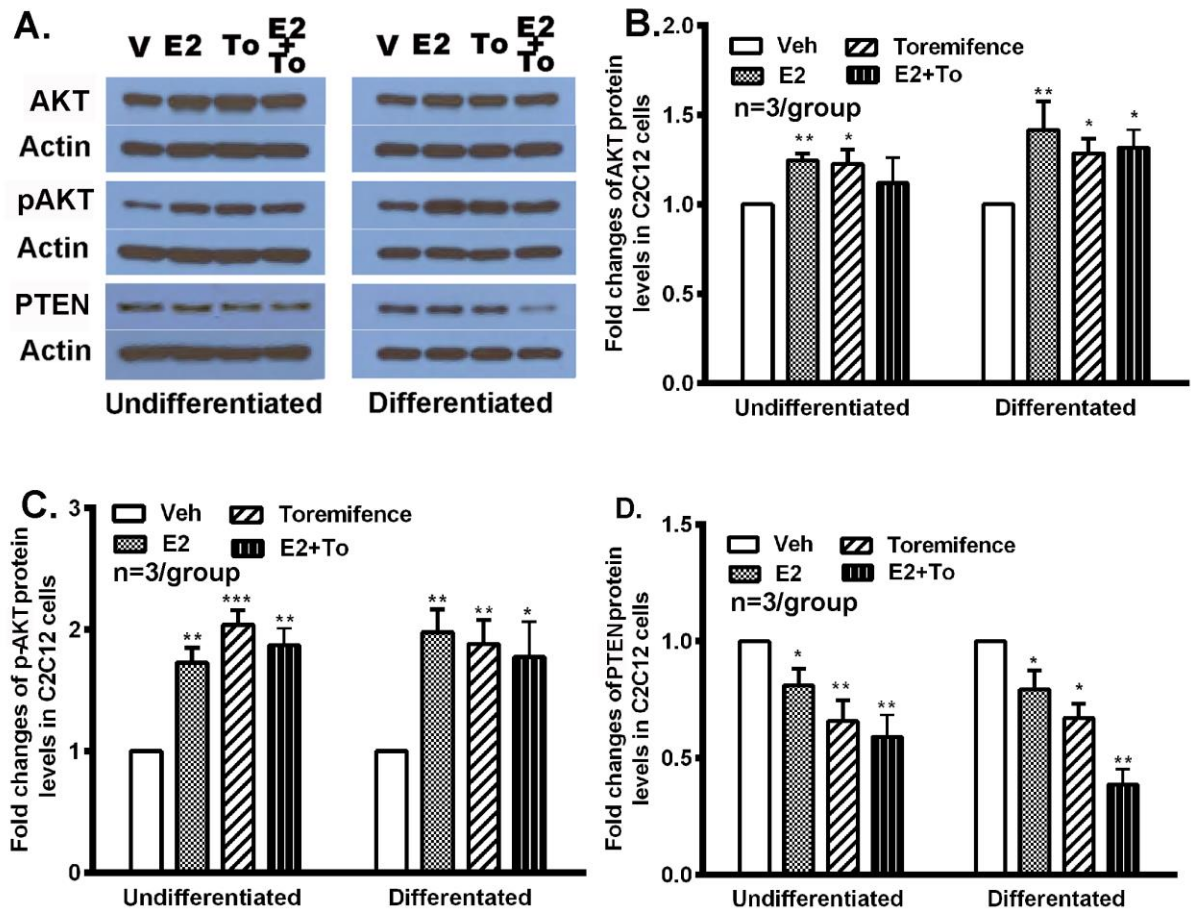 A.
V E2 To E2
+
To
AKT
Actin
pAKT
Actin
PTEN
Actin
Undifferentiated Differentiated
B.
Fold changes of AKT protein
levels in C2C12 cells
2.0
1.5
1.0
0.5
0.0
Veh Toremifence
E2 E2+To
n=3/group
** * ** * *
Undifferentiated Differentated
C.
Fold changes of p-AKT protein
levels in C2C12 cells
3
2
1
0
Veh Toremifence
E2 E2+To
n=3/group
** *** ** ** ** *
Undifferentiated Differentated
D.
Fold changes of PTEN protein
levels in C2C12 cells
1.5
1.0
0.5
0.0
Veh Toremifence
E2 E2+To
n=3/group
* ** ** * * **
Undifferentiated Differentated